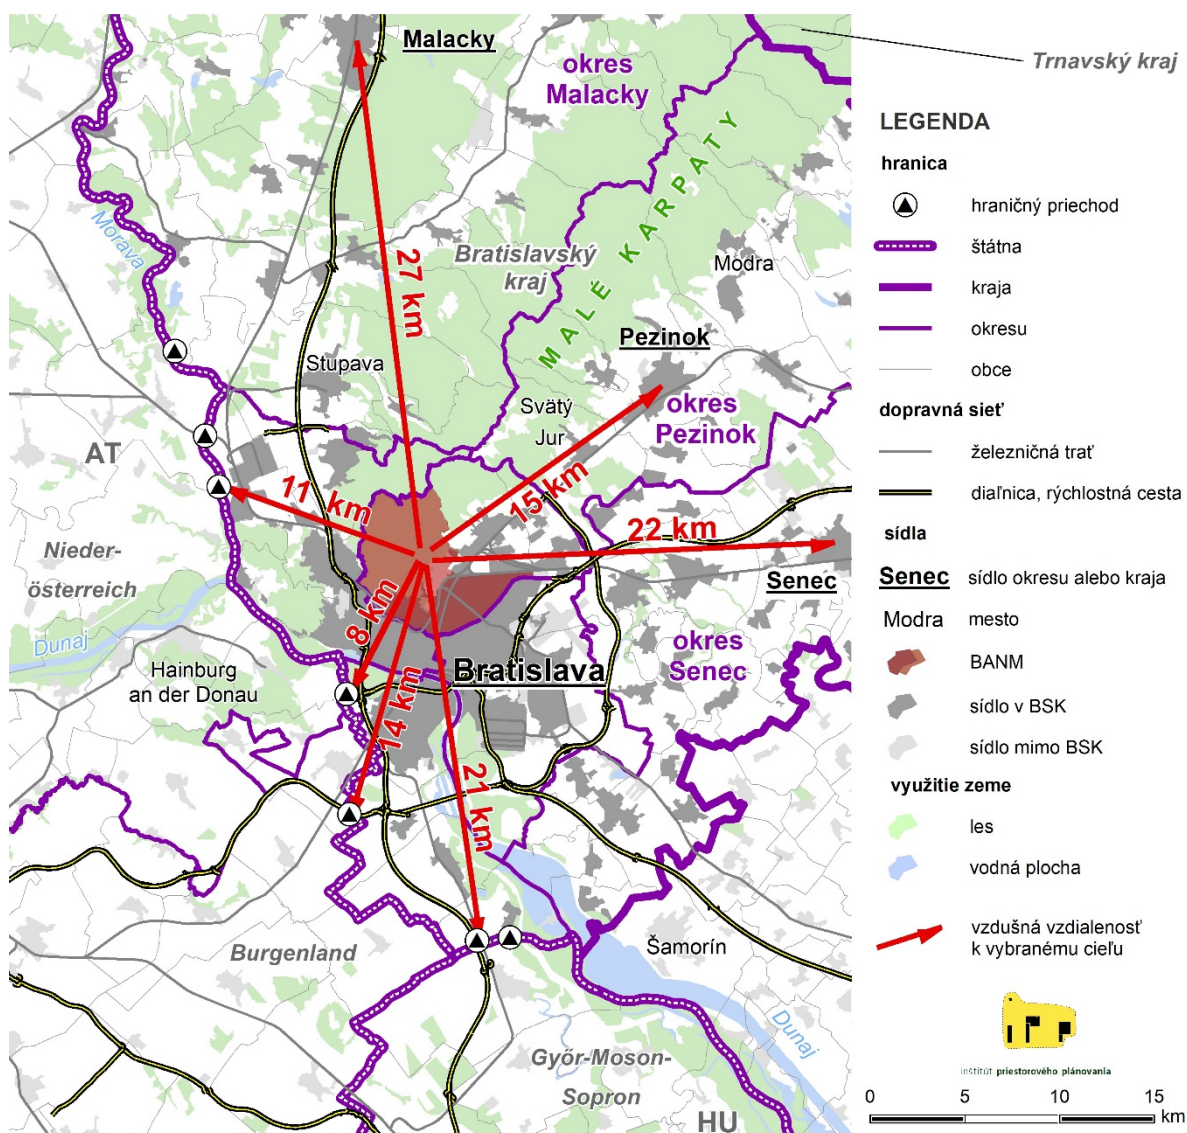 Malacky
okres
Malacky
Trnavský kraj
Morava
27 km
Bratislavský
kraj
MALÉ KARPATY
Modra
Pezinok
Stupava
Svätý
Jur
okres
Pezinok
AT
11 km
15 km
22 km
Nieder-
österreich
Senec
Dunaj
8 km
Hainburg
an der Donau
Bratislava
okres
Senec
14 km
21 km
Burgenland
Šamorín
Dunaj
Győr-Moson-
Sopron
HU
LEGENDA
hranica
hraničný priechod
štátna
kraja
okresu
obce
dopravná sieť
železničná trať
diaľnica, rýchlostná cesta
sídla
Senec sídlo okresu alebo kraja
Modra mesto
BANM
sídlo v BSK
sídlo mimo BSK
využitie zeme
les
vodná plocha
vzdušná vzdialenosť
k vybranému cieľu
inštitút priestorového plánovania
0 5 10 15
km